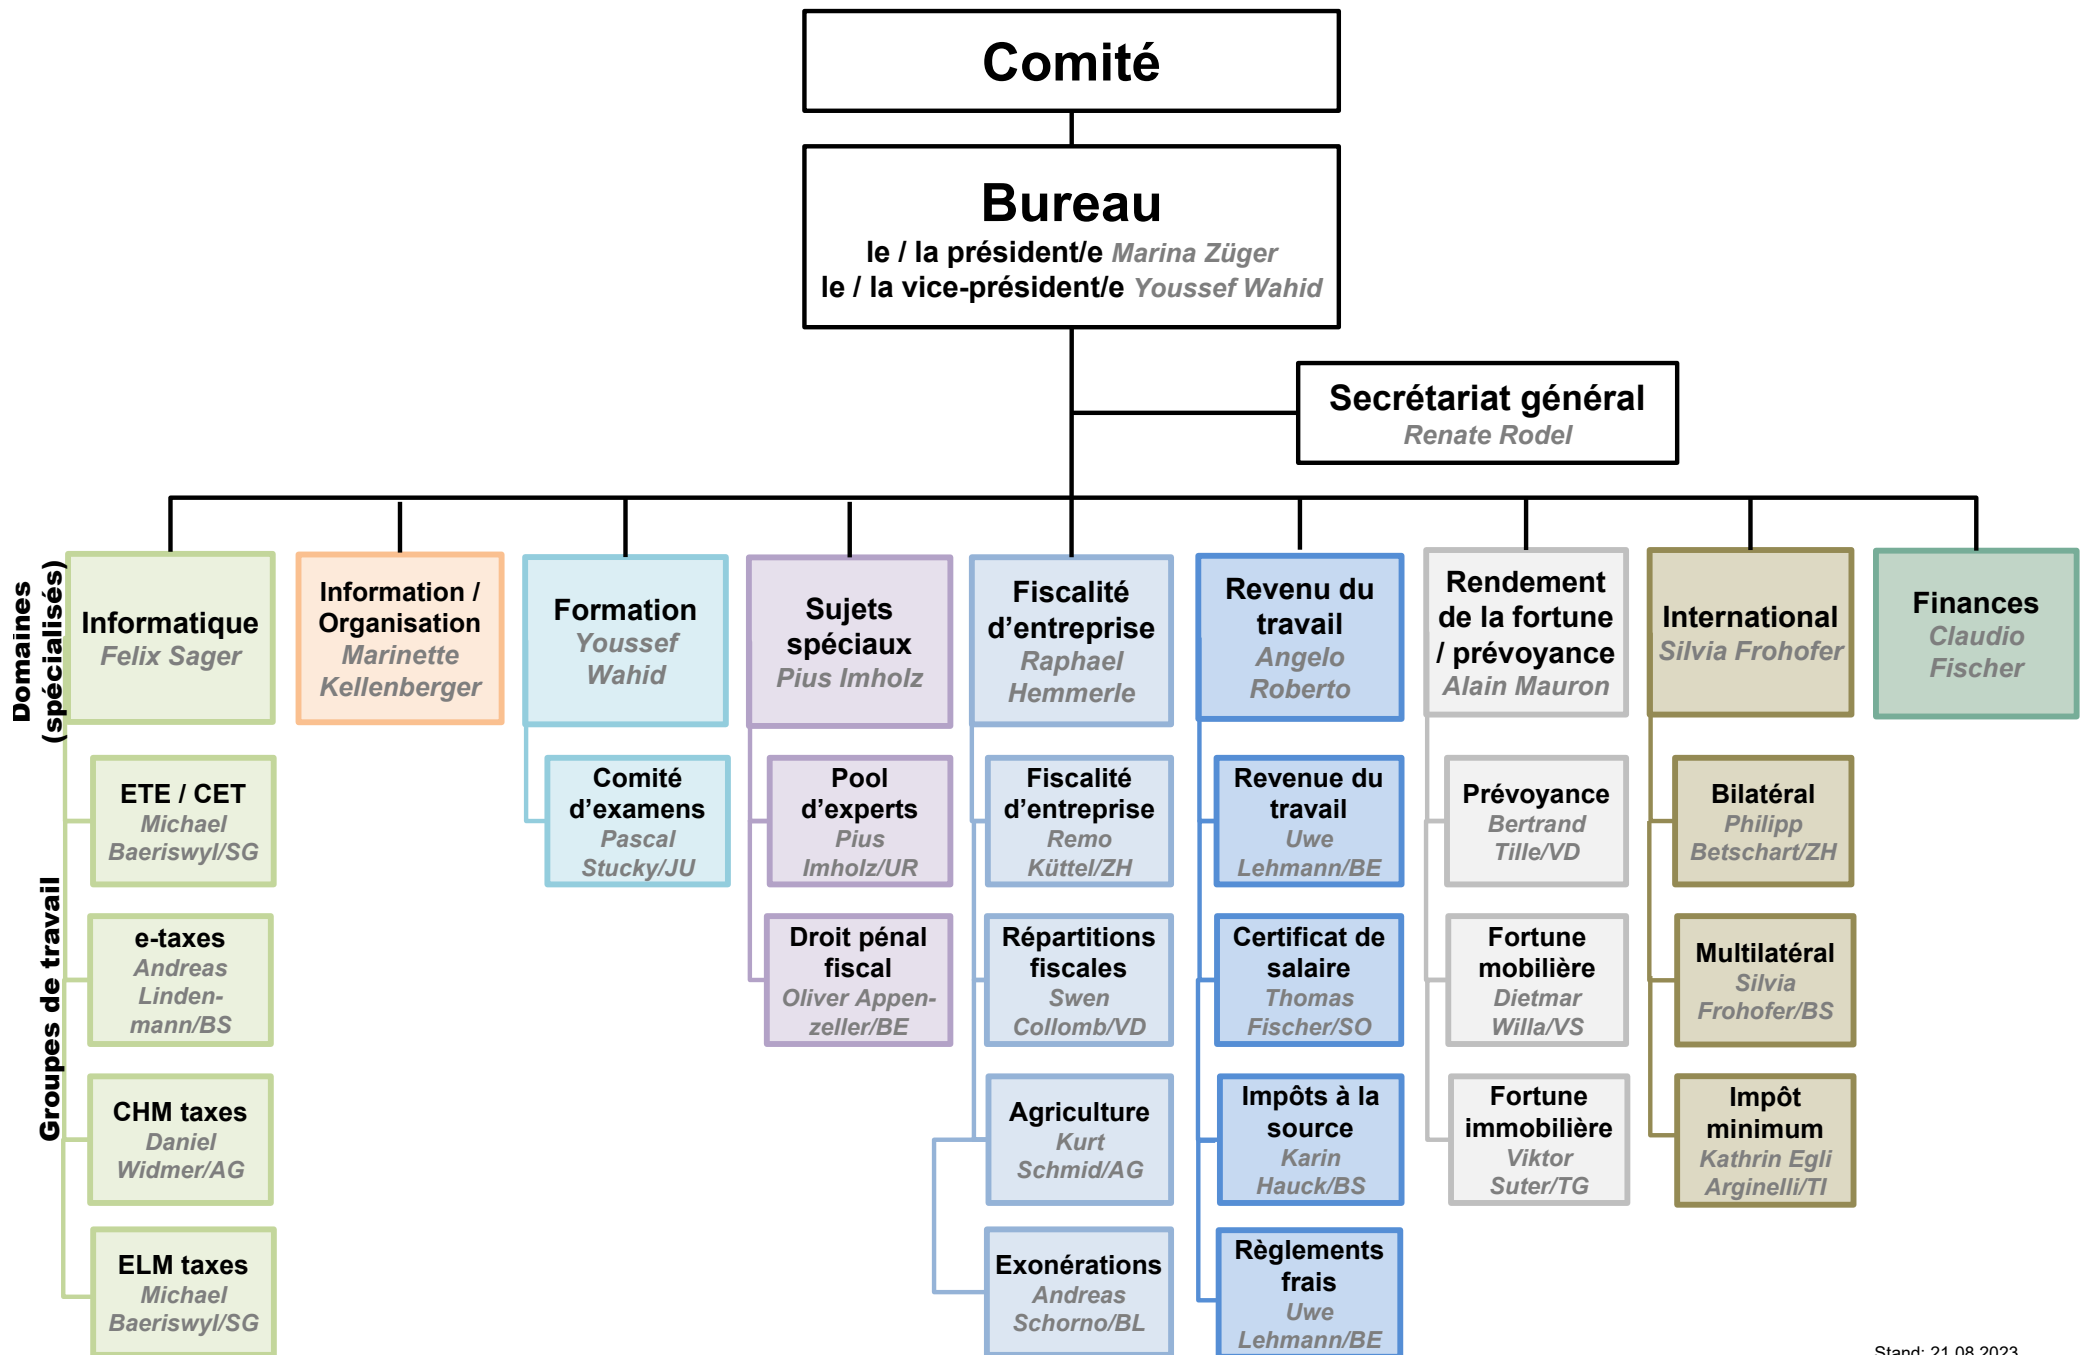 Comité
Bureau
le / la président/e Marina Züger
le / la vice-président/e Youssef Wahid
Secrétariat général
Renate Rodel
Domaines
(spécialisés)
Informatique
Felix Sager
Information /
Organisation
Marinette
Kellenberger
Formation
Youssef
Wahid
Sujets
spéciaux
Pius Imholz
Fiscalité
d’entreprise
Raphael
Hemmerle
Revenu du
travail
Angelo
Roberto
Rendement
de la fortune
/ prévoyance
Alain Mauron
International
Silvia Frohofer
Finances
Claudio
Fischer
Groupes de travail
ETE / CET
Michael
Baeriswyl/SG
e-taxes
Andreas
Linden-
mann/BS
CHM taxes
Daniel
Widmer/AG
ELM taxes
Michael
Baeriswyl/SG
Comité
d’examens
Pascal
Stucky/JU
Pool
d’experts
Pius
Imholz/UR
Droit pénal
fiscal
Oliver Appen-
zeller/BE
Fiscalité
d’entreprise
Remo
Küttel/ZH
Répartitions
fiscales
Swen
Collomb/VD
Agriculture
Kurt
Schmid/AG
Exonérations
Andreas
Schorno/BL
Revenue du
travail
Uwe
Lehmann/BE
Certificat de
salaire
Thomas
Fischer/SO
Impôts à la
source
Karin
Hauck/BS
Règlements
frais
Uwe
Lehmann/BE
Prévoyance
Bertrand
Tille/VD
Fortune
mobilière
Dietmar
Willa/VS
Fortune
immobilière
Viktor
Suter/TG
Bilatéral
Philipp
Betschart/ZH
Multilatéral
Silvia
Frohofer/BS
Impôt
minimum
Kathrin Egli
Arginelli/TI
Stand: 21.08.2023